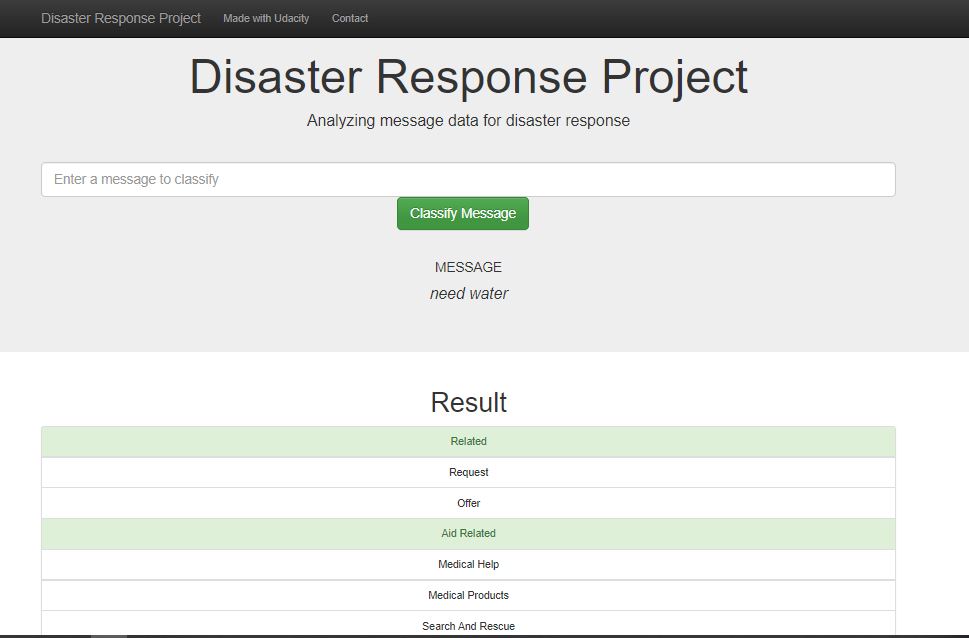 Disaster Response Project Made with Udacity Contact
Disaster Response Project
Analyzing message data for disaster response
Enter a message to classify
Classify Message
MESSAGE
need water
Result
Related
Request
Offer
Aid Related
Medical Help
Medical Products
Search And Rescue